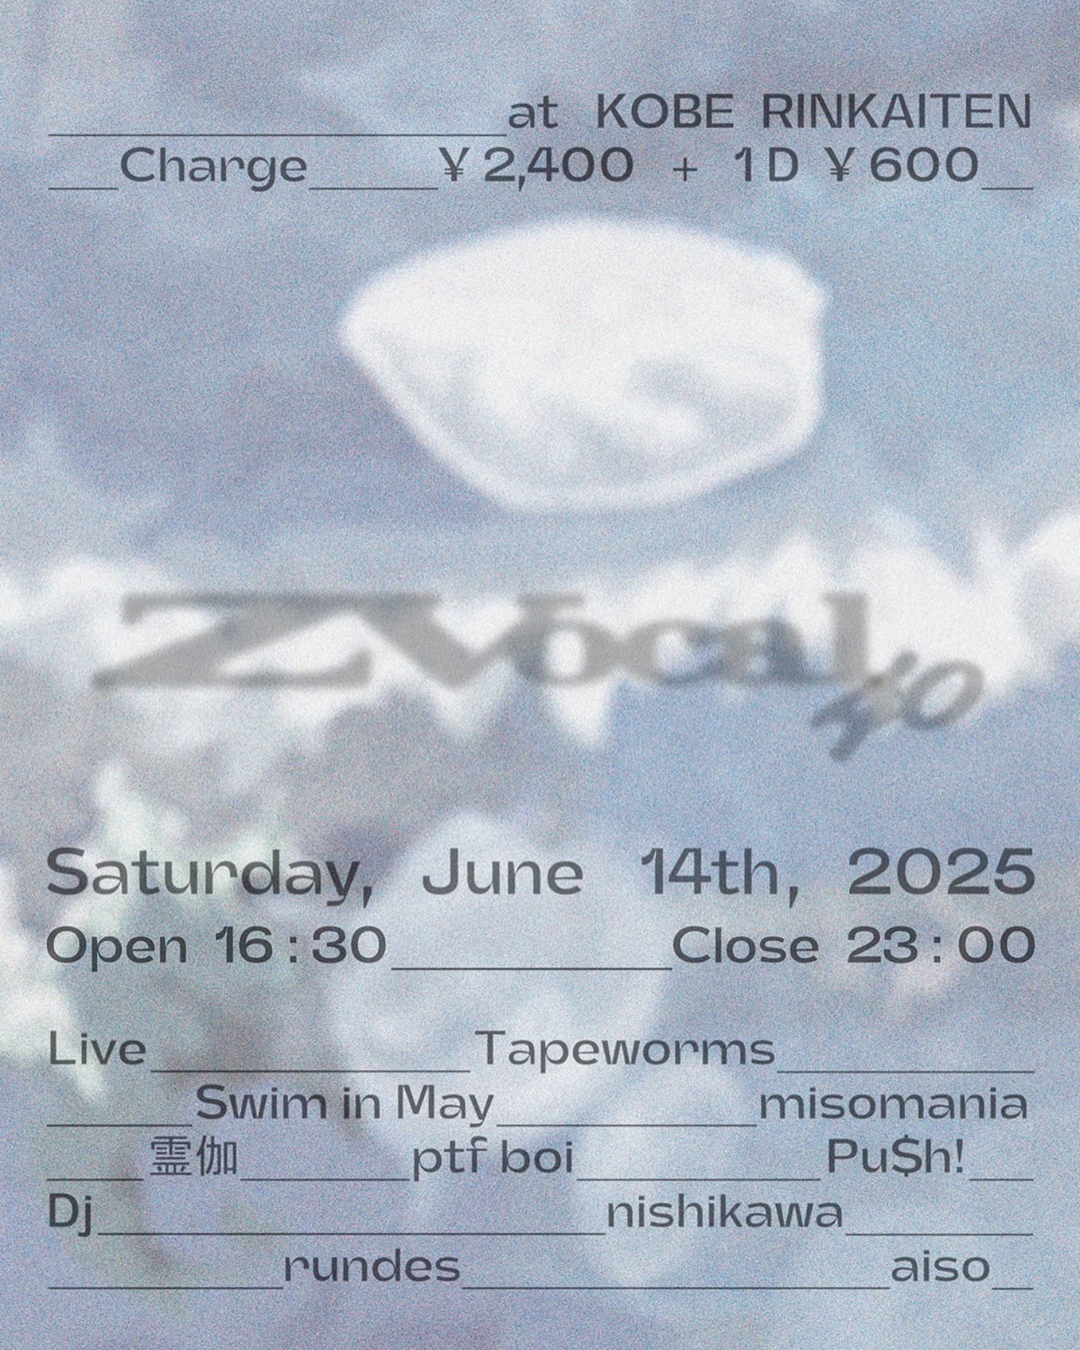 at KOBE RINKAITEN
Charge ¥2,400 + 1D ¥600
ZVocal
Saturday, June 14th, 2025
Open 16:30 Close 23:00
Live Tapeworms
Swim in May misomania
霊伽 ptf boi Pu$h!
Dj nishikawa
rundes aiso